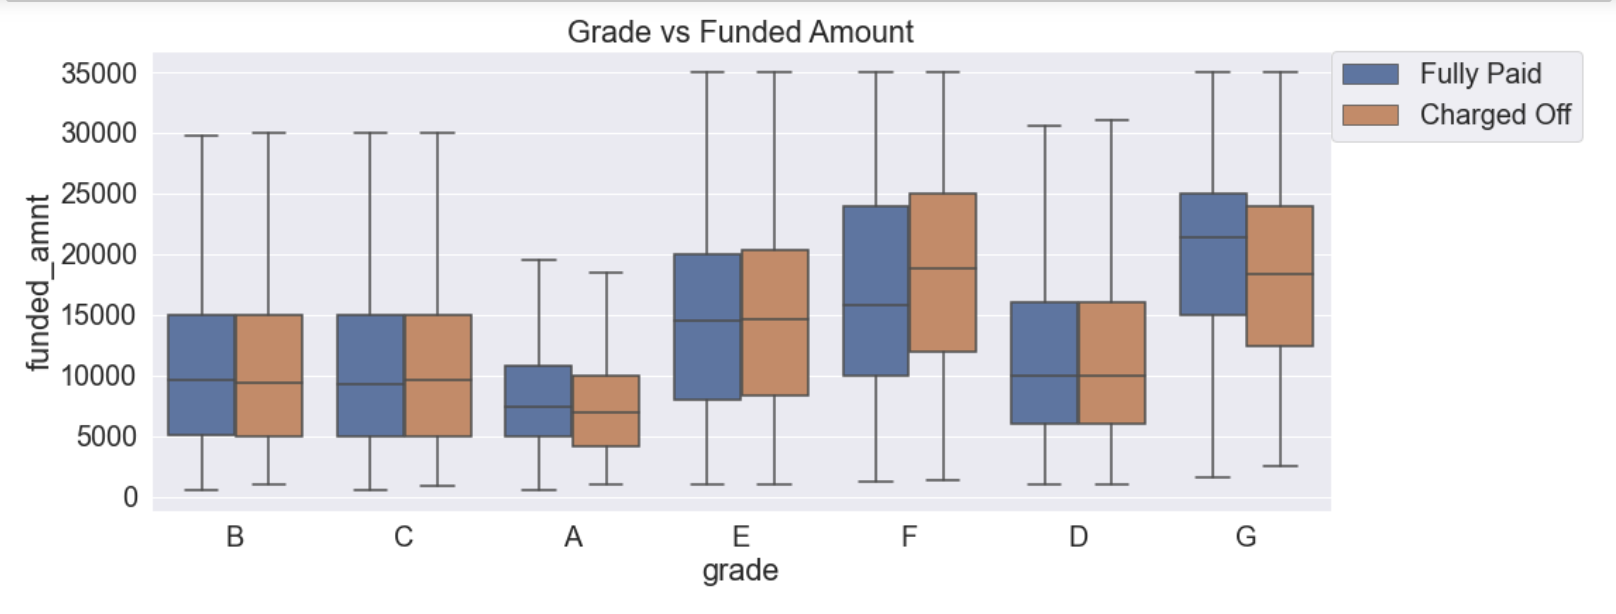 Grade vs Funded Amount
Fully Paid
Charged Off
funded_amnt
35000
30000
25000
20000
15000
10000
5000
0
B C A E F D G
grade